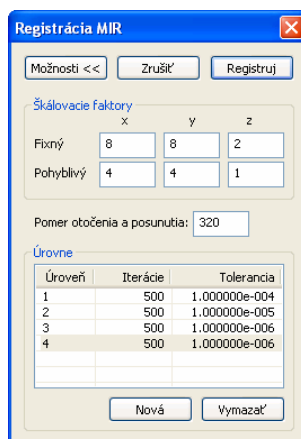 Registrácia MIR
Možnosti << Zrušiť Registruj
Škálovacie faktory
x y z
Fixný 8 8 2
Pohyblivý 4 4 1
Pomer otočenia a posunutia: 320
Úrovne
Úroveň Iterácie Tolerancia
1 500 1.000000e-004
2 500 1.000000e-005
3 500 1.000000e-006
4 500 1.000000e-006
Nová Vymazať